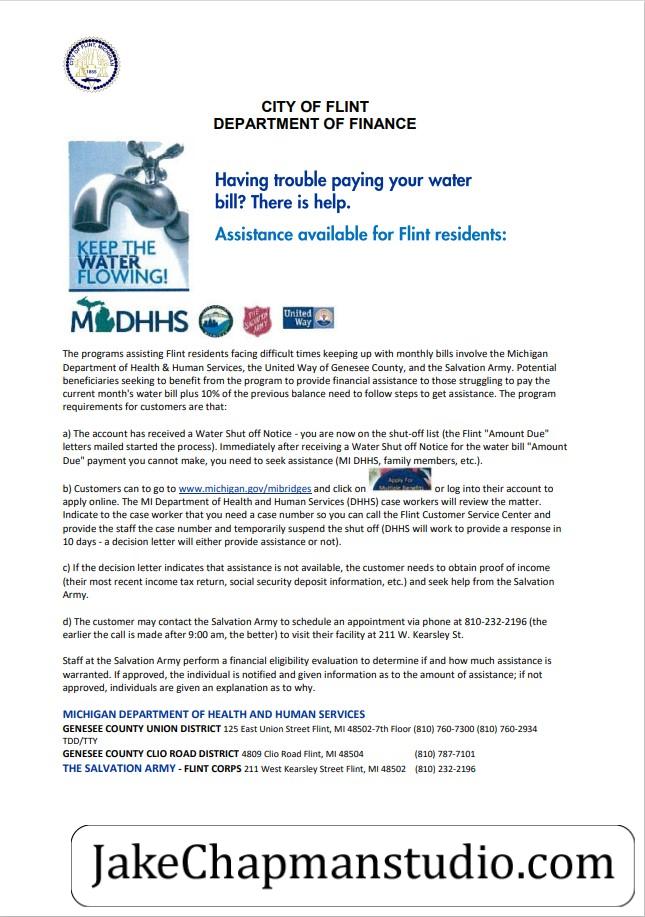 CITY OF FLINT, MICHIGAN
1855
CITY OF FLINT
DEPARTMENT OF FINANCE
Having trouble paying your water
bill? There is help.
Assistance available for Flint residents:
KEEP THE
WATER
FLOWING!
MDHHS
THE SALVATION ARMY
United Way
The programs assisting Flint residents facing difficult times keeping up with monthly bills involve the Michigan
Department of Health & Human Services, the United Way of Genesee County, and the Salvation Army. Potential
beneficiaries seeking to benefit from the program to provide financial assistance to those struggling to pay the
current month's water bill plus 10% of the previous balance need to follow steps to get assistance. The program
requirements for customers are that:
a) The account has received a Water Shut off Notice - you are now on the shut-off list (the Flint "Amount Due"
letters mailed started the process). Immediately after receiving a Water Shut off Notice for the water bill "Amount
Due" payment you cannot make, you need to seek assistance (MI DHHS, family members, etc.).
b) Customers can to go to www.michigan.gov/mibridges and click on Apply For Multiple Benefits or log into their account to
apply online. The MI Department of Health and Human Services (DHHS) case workers will review the matter.
Indicate to the case worker that you need a case number so you can call the Flint Customer Service Center and
provide the staff the case number and temporarily suspend the shut off (DHHS will work to provide a response in
10 days - a decision letter will either provide assistance or not).
c) If the decision letter indicates that assistance is not available, the customer needs to obtain proof of income
(their most recent income tax return, social security deposit information, etc.) and seek help from the Salvation
Army.
d) The customer may contact the Salvation Army to schedule an appointment via phone at 810-232-2196 (the
earlier the call is made after 9:00 am, the better) to visit their facility at 211 W. Kearsley St.
Staff at the Salvation Army perform a financial eligibility evaluation to determine if and how much assistance is
warranted. If approved, the individual is notified and given information as to the amount of assistance; if not
approved, individuals are given an explanation as to why.
MICHIGAN DEPARTMENT OF HEALTH AND HUMAN SERVICES
GENESEE COUNTY UNION DISTRICT 125 East Union Street Flint, MI 48502-7th Floor (810) 760-7300 (810) 760-2934
TDD/TTY
GENESEE COUNTY CLIO ROAD DISTRICT 4809 Clio Road Flint, MI 48504 (810) 787-7101
THE SALVATION ARMY - FLINT CORPS 211 West Kearsley Street Flint, MI 48502 (810) 232-2196
JakeChapmanstudio.com